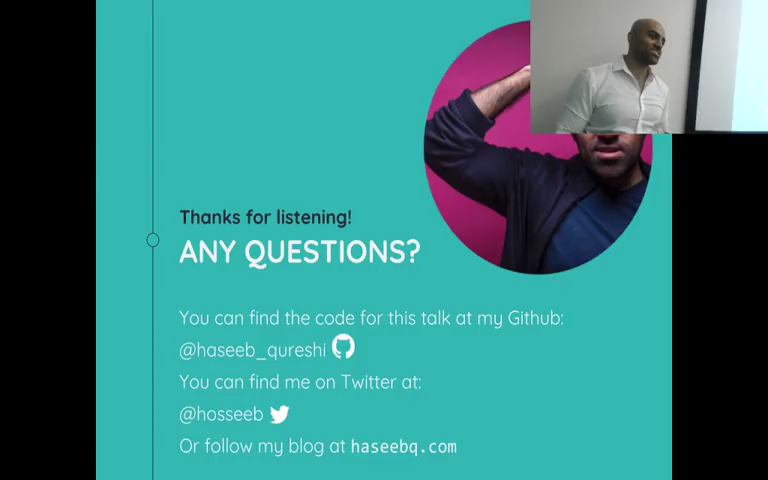 Thanks for listening!
ANY QUESTIONS?
You can find the code for this talk at my Github:
@haseeb_qureshi
You can find me on Twitter at:
@hosseeb
Or follow my blog at haseebq.com